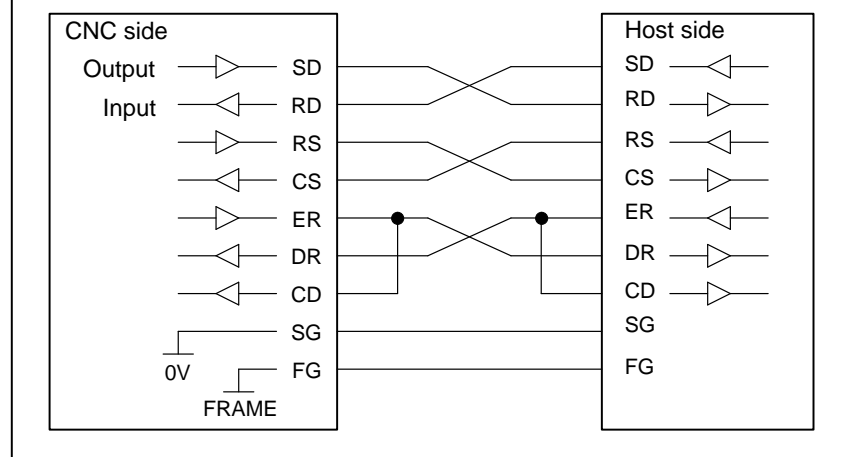 CNC side
Host side
Output SD SD
Input RD RD
RS RS
CS CS
ER ER
DR DR
CD CD
SG SG
0V FG FG
FRAME